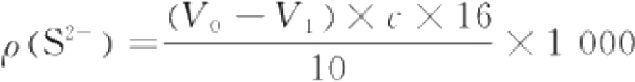 ρ(S²⁻) = (V₀ − V₁) × c × 16 / 10 × 1 000